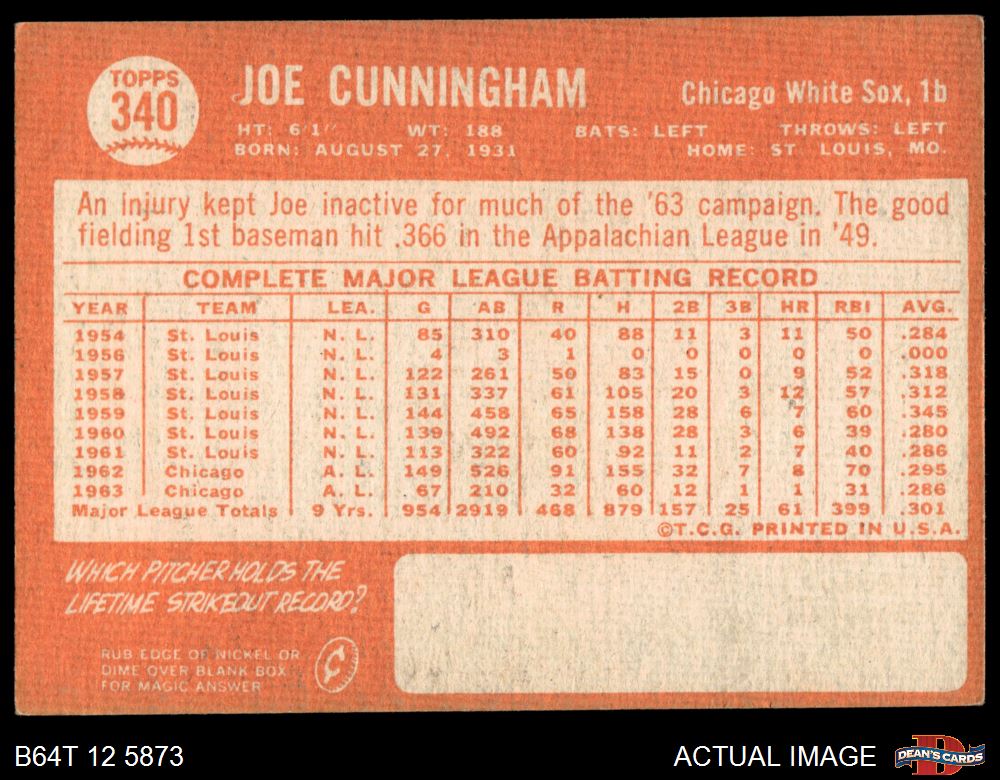 TOPPS
340
JOE CUNNINGHAM
Chicago White Sox, 1b
HT: 6'1" WT: 188 BATS: LEFT THROWS: LEFT
BORN: AUGUST 27, 1931 HOME: ST. LOUIS, MO.
An injury kept Joe inactive for much of the '63 campaign. The good
fielding 1st baseman hit .366 in the Appalachian League in '49.
COMPLETE MAJOR LEAGUE BATTING RECORD
YEAR TEAM LEA. G AB R H 2B 3B HR RBI AVG.
1954 St. Louis N. L. 85 310 40 88 11 3 11 50 .284
1956 St. Louis N. L. 4 3 1 0 0 0 0 0 .000
1957 St. Louis N. L. 122 261 50 83 15 0 9 52 .318
1958 St. Louis N. L. 131 337 61 105 20 3 12 57 .312
1959 St. Louis N. L. 144 458 65 158 28 6 7 60 .345
1960 St. Louis N. L. 139 492 68 138 28 3 6 39 .280
1961 St. Louis N. L. 113 322 60 92 11 2 7 40 .286
1962 Chicago A. L. 149 526 91 155 32 7 8 70 .295
1963 Chicago A. L. 67 210 32 60 12 1 1 31 .286
Major League Totals 9 Yrs. 954 2919 468 879 157 25 61 399 .301
©T.C.G. PRINTED IN U.S.A.
WHICH PITCHER HOLDS THE
LIFETIME STRIKEOUT RECORD?
RUB EDGE OF NICKEL OR
DIME OVER BLANK BOX
FOR MAGIC ANSWER
¢
B64T 12 5873
ACTUAL IMAGE
D
DEAN'S CARDS